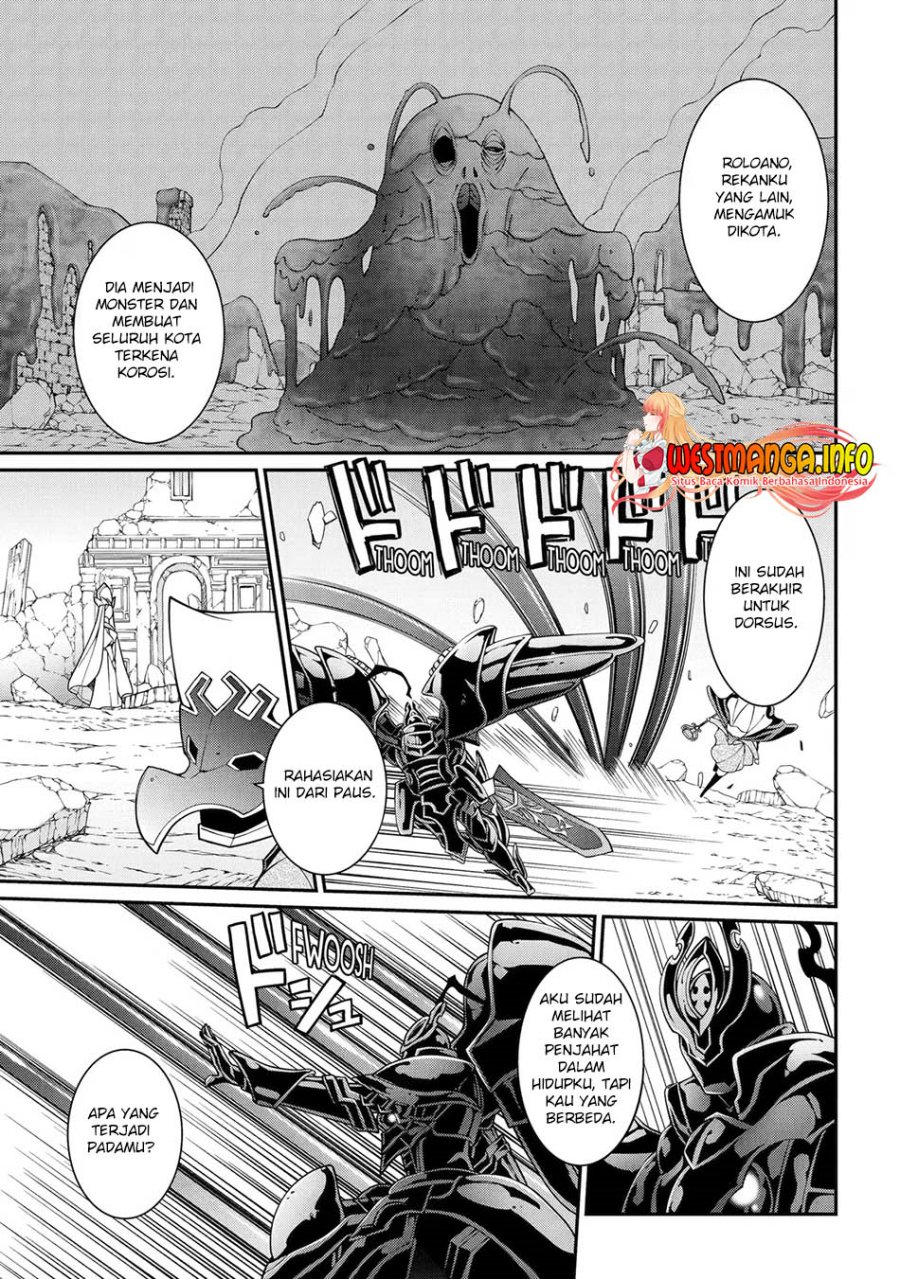 ROLOANO,
REKANKU
YANG LAIN,
MENGAMUK
DIKOTA.
DIA MENJADI
MONSTER DAN
MEMBUAT
SELURUH KOTA
TERKENA
KOROSI.
WESTMANGA.INFO
Situs Baca Komik Berbahasa Indonesia
ドドドドド
THOOM
THOOM
THOOM
THOOM
THOOM
INI SUDAH
BERAKHIR
UNTUK
DORSUS.
RAHASIAKAN
INI DARI PAUS.
AKU SUDAH
MELIHAT
BANYAK
PENJAHAT
DALAM
HIDUPKU, TAPI
KAU YANG
BERBEDA.
ドシュ
FWOOSH
APA YANG
TERJADI
PADAMU?